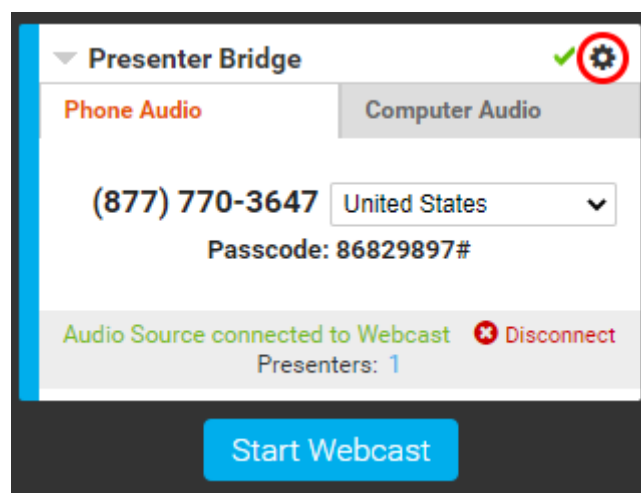 Presenter Bridge
Phone Audio
Computer Audio
(877) 770-3647 United States
Passcode: 86829897#
Audio Source connected to Webcast Disconnect
Presenters: 1
Start Webcast